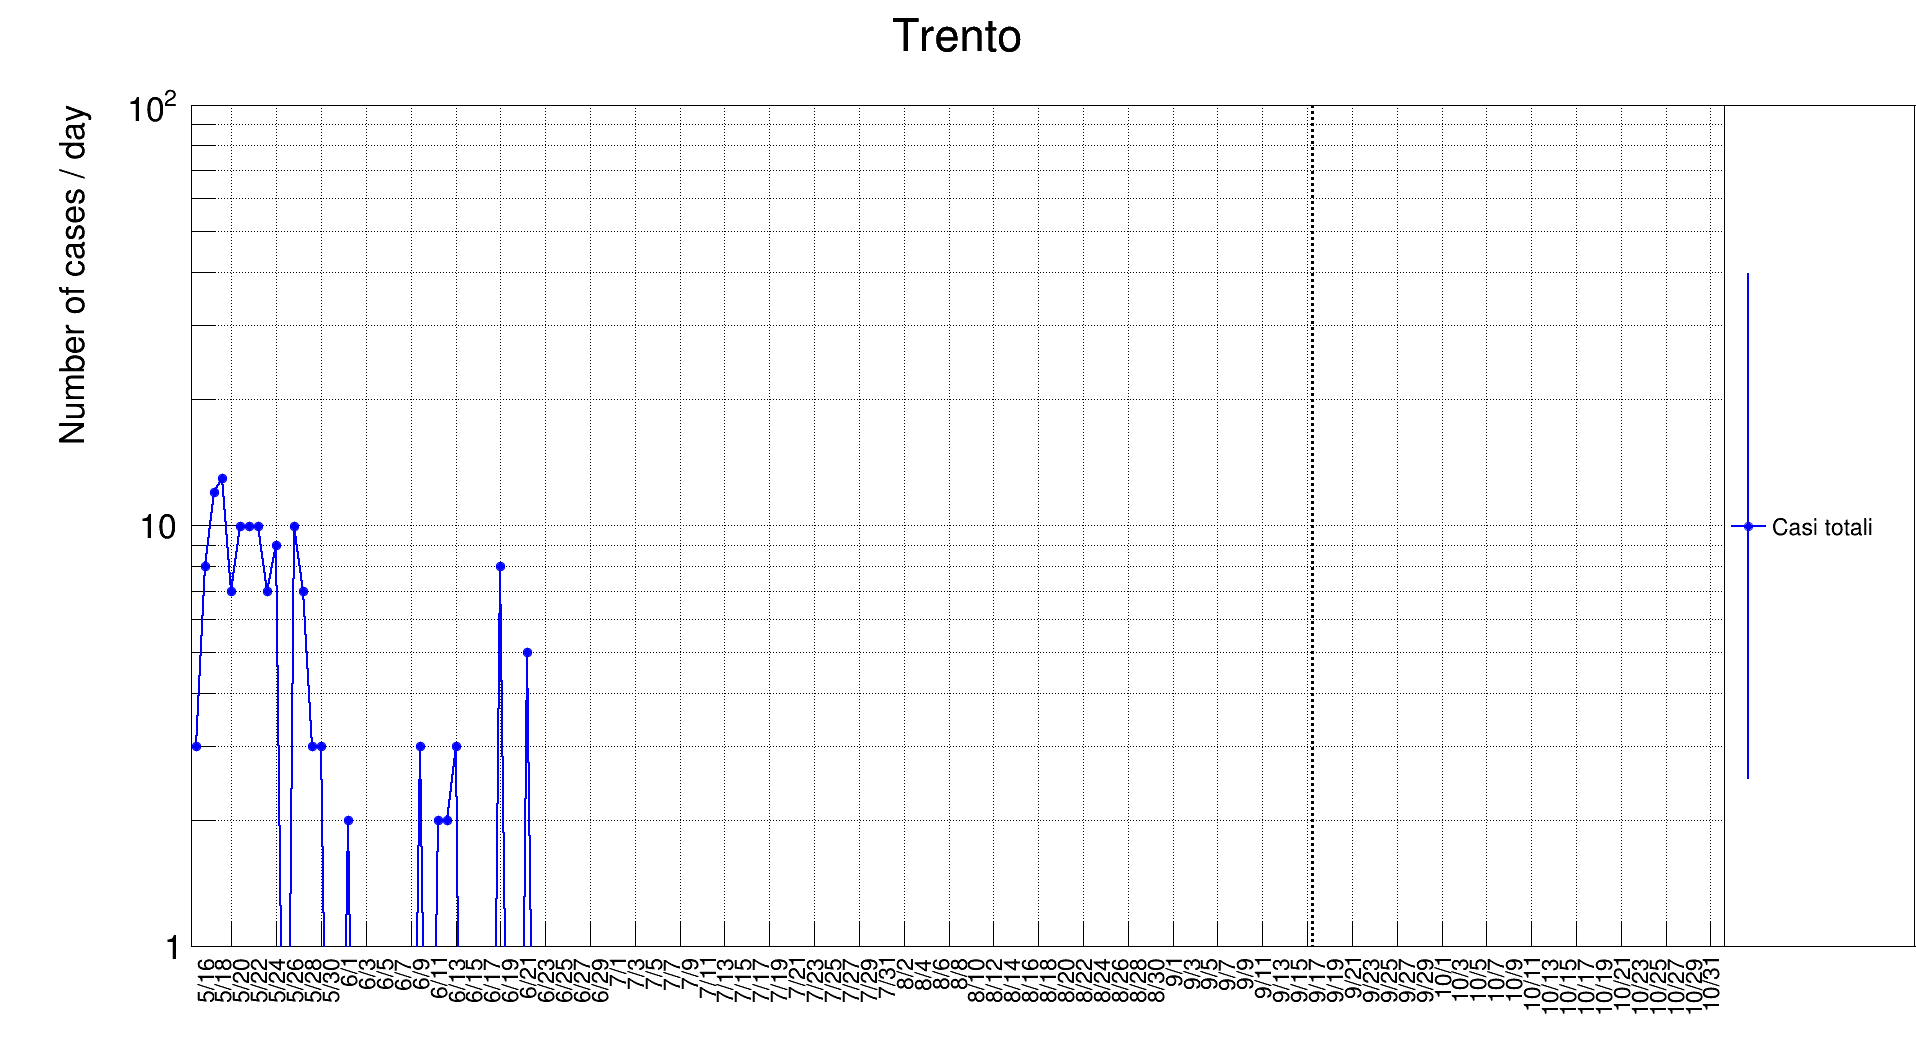 Trento
Number of cases / day
10²
10
1
Casi totali
5/16 5/18 5/20 5/22 5/24 5/26 5/28 5/30 6/1 6/3 6/5 6/7 6/9 6/11 6/13 6/15 6/17 6/19 6/21 6/23 6/25 6/27 6/29 7/1 7/3 7/5 7/7 7/9 7/11 7/13 7/15 7/17 7/19 7/21 7/23 7/25 7/27 7/29 7/31 8/2 8/4 8/6 8/8 8/10 8/12 8/14 8/16 8/18 8/20 8/22 8/24 8/26 8/28 8/30 9/1 9/3 9/5 9/7 9/9 9/11 9/13 9/15 9/17 9/19 9/21 9/23 9/25 9/27 9/29 10/1 10/3 10/5 10/7 10/9 10/11 10/13 10/15 10/17 10/19 10/21 10/23 10/25 10/27 10/29 10/31